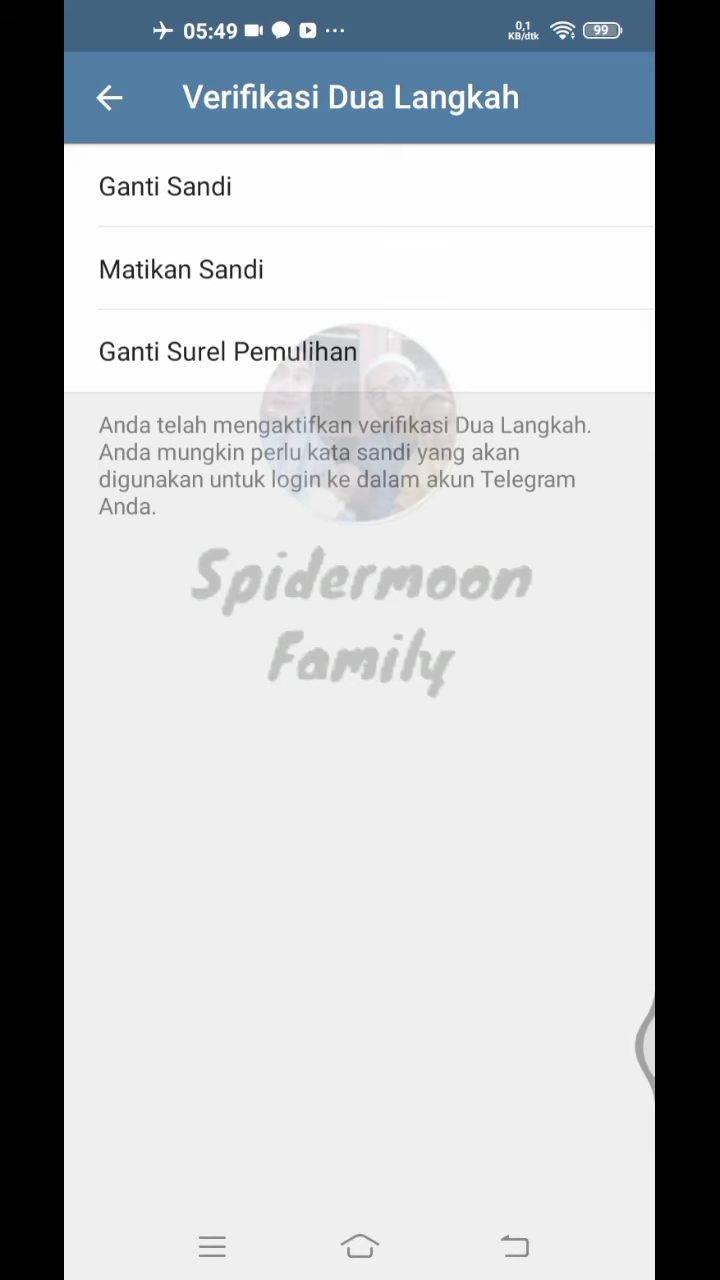 05:49
0,1
KB/dtk
99
Verifikasi Dua Langkah
Ganti Sandi
Matikan Sandi
Ganti Surel Pemulihan
Anda telah mengaktifkan verifikasi Dua Langkah.
Anda mungkin perlu kata sandi yang akan
digunakan untuk login ke dalam akun Telegram
Anda.
Spidermoon
Family